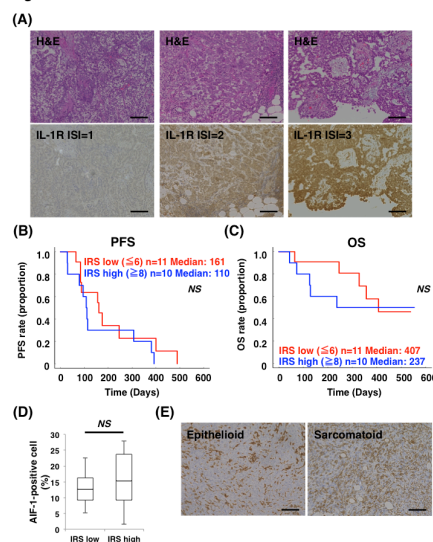 (A)
H&E
H&E
H&E
IL-1R ISI=1
IL-1R ISI=2
IL-1R ISI=3
(B)
PFS
IRS low (≦6) n=11 Median: 161
IRS high (≧8) n=10 Median: 110
NS
1.0
0.8
0.6
0.4
0.2
0.0
PFS rate (proportion)
0 100 200 300 400 500 600
Time (Days)
(C)
OS
NS
1.0
0.8
0.6
0.4
0.2
0.0
OS rate (proportion)
IRS low (≦6) n=11 Median: 407
IRS high (≧8) n=10 Median: 237
0 100 200 300 400 500 600
Time (Days)
(D)
NS
30
25
20
15
10
5
0
AIF-1-positive cell
(%)
IRS low IRS high
(E)
Epithelioid
Sarcomatoid